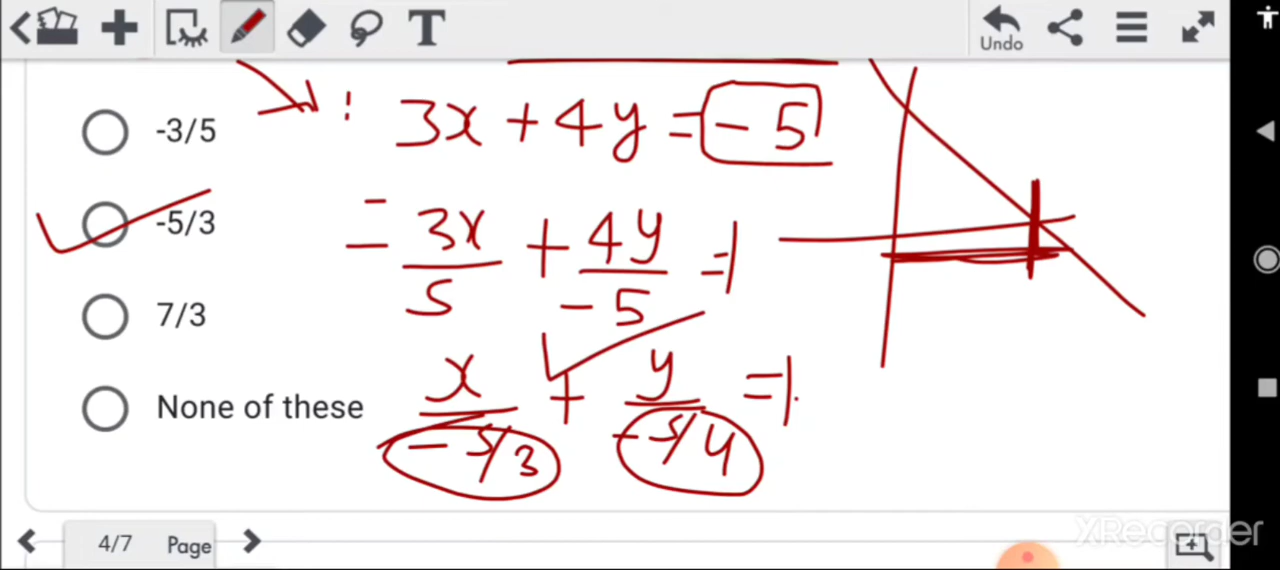 T
Undo
: 3x + 4y = - 5
-3/5
= 3x/5 + 4y/-5 = 1
-5/3
7/3
x/-5/3 + y/-5/4 = 1.
None of these
4/7 Page
XRecorder